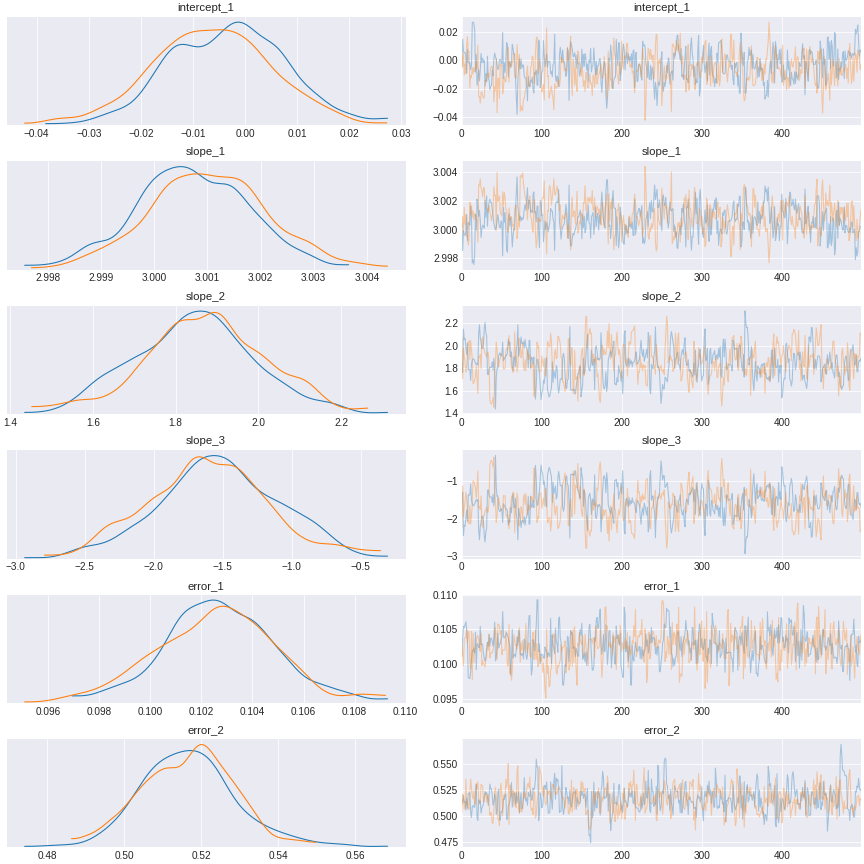 intercept_1
−0.04 −0.03 −0.02 −0.01 0.00 0.01 0.02 0.03
intercept_1
0.02
0.00
−0.02
−0.04
0 100 200 300 400
slope_1
2.998 2.999 3.000 3.001 3.002 3.003 3.004
slope_1
3.004
3.002
3.000
2.998
0 100 200 300 400
slope_2
1.4 1.6 1.8 2.0 2.2
slope_2
2.2
2.0
1.8
1.6
1.4
0 100 200 300 400
slope_3
−3.0 −2.5 −2.0 −1.5 −1.0 −0.5
slope_3
−1
−2
−3
0 100 200 300 400
error_1
0.096 0.098 0.100 0.102 0.104 0.106 0.108 0.110
error_1
0.110
0.105
0.100
0.095
0 100 200 300 400
error_2
0.48 0.50 0.52 0.54 0.56
error_2
0.550
0.525
0.500
0.475
0 100 200 300 400